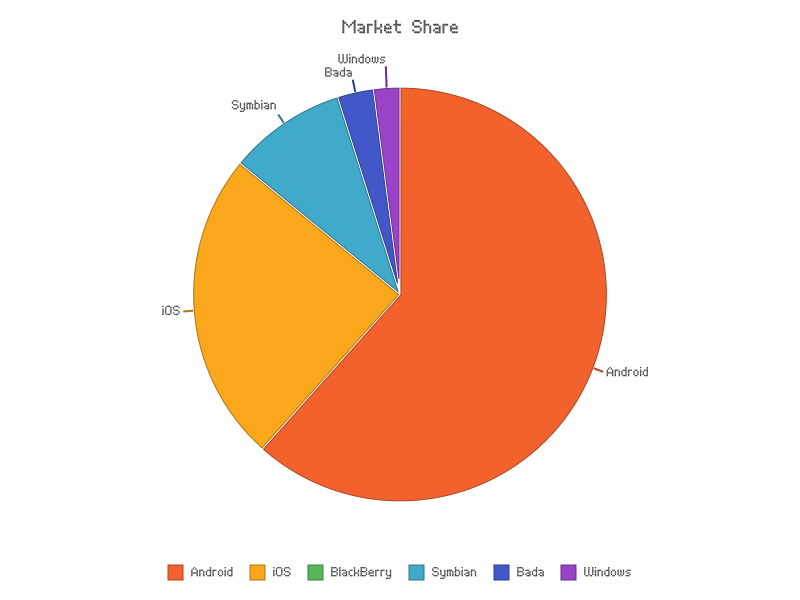 Market Share
Windows
Bada
Symbian
iOS
Android
Android iOS BlackBerry Symbian Bada Windows